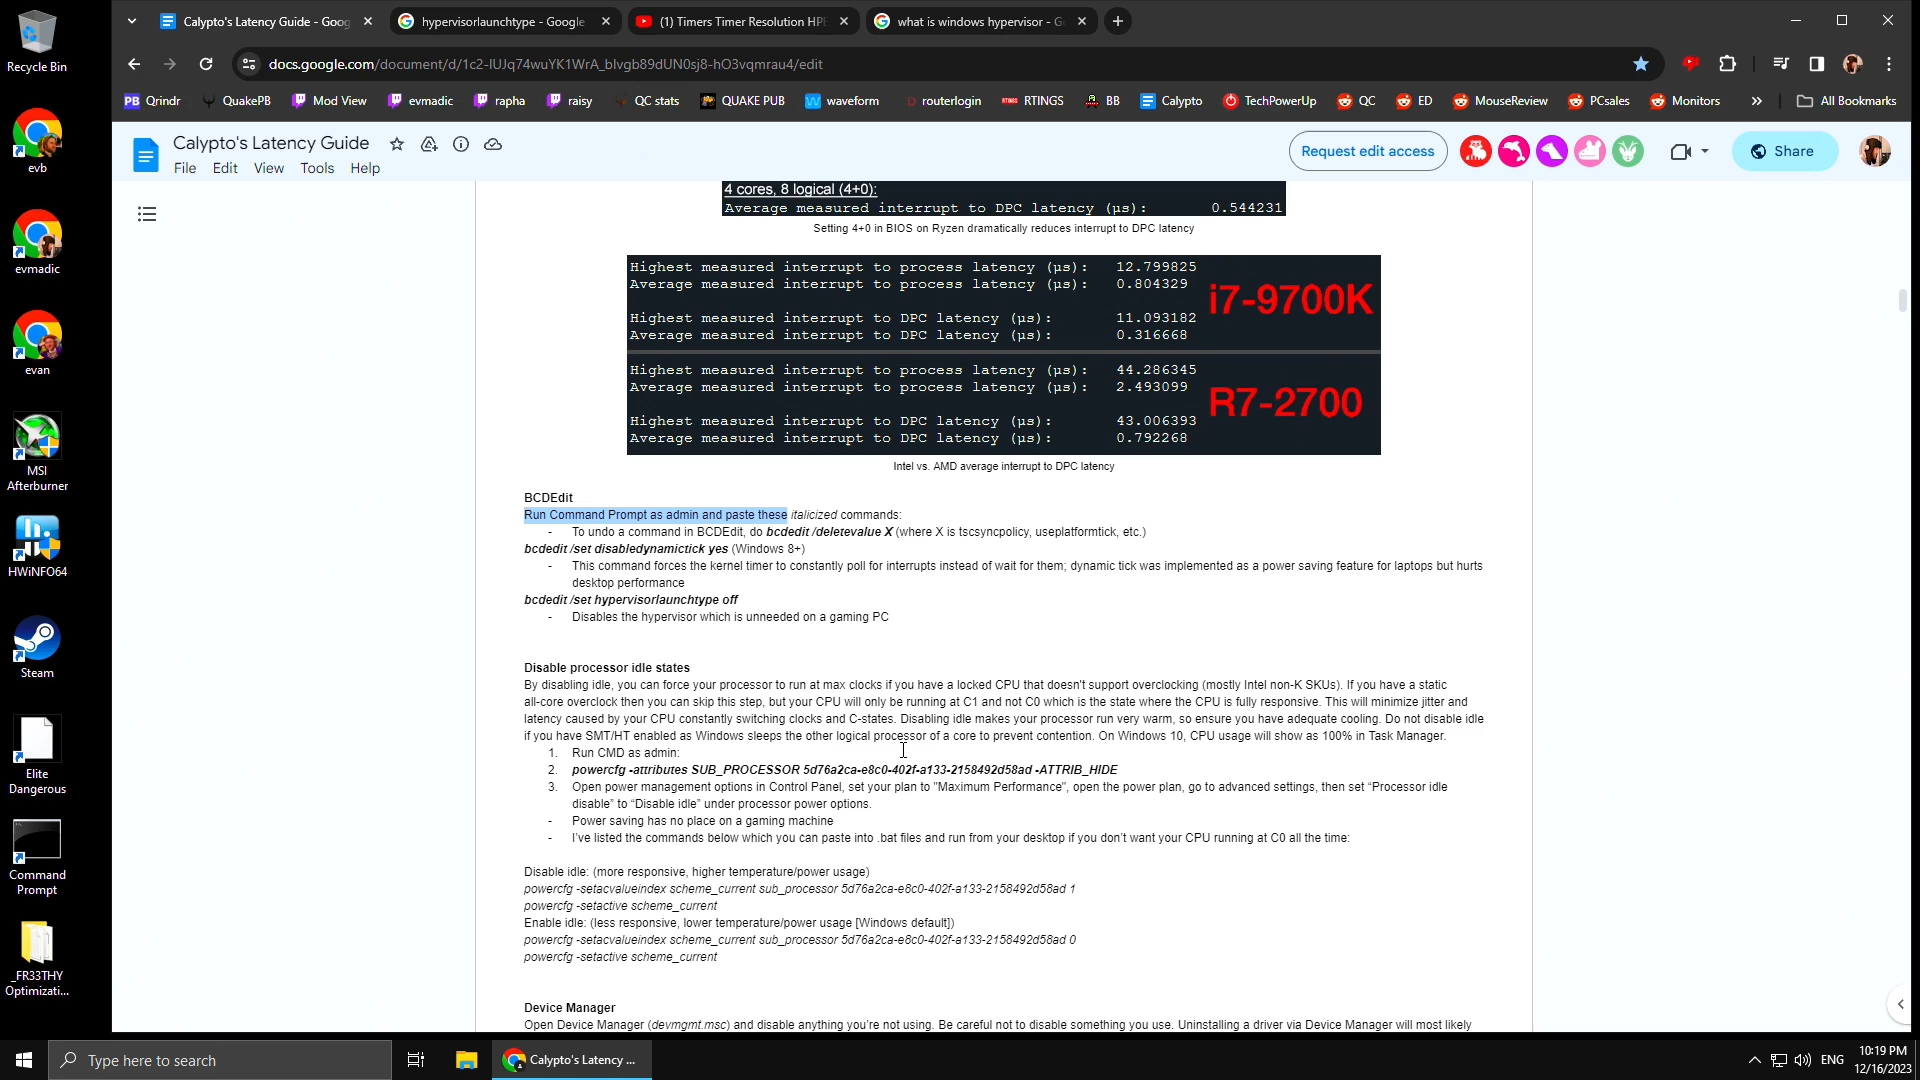 Calypto's Latency Guide - Goog
hypervisorlaunchtype - Google
(1) Timers Timer Resolution HPE
what is windows hypervisor - G
docs.google.com/document/d/1c2-lUJq74wuYK1WrA_blvgb89dUN0sj8-hO3vqmrau4/edit
PB Qrindr
QuakePB
Mod View
evmadic
rapha
raisy
QC stats
QUAKE PUB
waveform
routerlogin
RTINGS
BB
Calypto
TechPowerUp
QC
ED
MouseReview
PCsales
Monitors
All Bookmarks
Calypto's Latency Guide
File Edit View Tools Help
Request edit access
Share
4 cores, 8 logical (4+0):
Average measured interrupt to DPC latency (µs): 0.544231
Setting 4+0 in BIOS on Ryzen dramatically reduces interrupt to DPC latency
Highest measured interrupt to process latency (µs): 12.799825
Average measured interrupt to process latency (µs): 0.804329
i7-9700K
Highest measured interrupt to DPC latency (µs): 11.093182
Average measured interrupt to DPC latency (µs): 0.316668
Highest measured interrupt to process latency (µs): 44.286345
Average measured interrupt to process latency (µs): 2.493099
R7-2700
Highest measured interrupt to DPC latency (µs): 43.006393
Average measured interrupt to DPC latency (µs): 0.792268
Intel vs. AMD average interrupt to DPC latency
BCDEdit
Run Command Prompt as admin and paste these italicized commands:
- To undo a command in BCDEdit, do bcdedit /deletevalue X (where X is tscsyncpolicy, useplatformtick, etc.)
bcdedit /set disabledynamictick yes (Windows 8+)
- This command forces the kernel timer to constantly poll for interrupts instead of wait for them; dynamic tick was implemented as a power saving feature for laptops but hurts
desktop performance
bcdedit /set hypervisorlaunchtype off
- Disables the hypervisor which is unneeded on a gaming PC
Disable processor idle states
By disabling idle, you can force your processor to run at max clocks if you have a locked CPU that doesn't support overclocking (mostly Intel non-K SKUs). If you have a static
all-core overclock then you can skip this step, but your CPU will only be running at C1 and not C0 which is the state where the CPU is fully responsive. This will minimize jitter and
latency caused by your CPU constantly switching clocks and C-states. Disabling idle makes your processor run very warm, so ensure you have adequate cooling. Do not disable idle
if you have SMT/HT enabled as Windows sleeps the other logical processor of a core to prevent contention. On Windows 10, CPU usage will show as 100% in Task Manager.
1. Run CMD as admin:
2. powercfg -attributes SUB_PROCESSOR 5d76a2ca-e8c0-402f-a133-2158492d58ad -ATTRIB_HIDE
3. Open power management options in Control Panel, set your plan to "Maximum Performance", open the power plan, go to advanced settings, then set “Processor idle
disable” to “Disable idle” under processor power options.
- Power saving has no place on a gaming machine
- I’ve listed the commands below which you can paste into .bat files and run from your desktop if you don’t want your CPU running at C0 all the time:
Disable idle: (more responsive, higher temperature/power usage)
powercfg -setacvalueindex scheme_current sub_processor 5d76a2ca-e8c0-402f-a133-2158492d58ad 1
powercfg -setactive scheme_current
Enable idle: (less responsive, lower temperature/power usage [Windows default])
powercfg -setacvalueindex scheme_current sub_processor 5d76a2ca-e8c0-402f-a133-2158492d58ad 0
powercfg -setactive scheme_current
Device Manager
Open Device Manager (devmgmt.msc) and disable anything you’re not using. Be careful not to disable something you use. Uninstalling a driver via Device Manager will most likely
Recycle Bin
evb
evmadic
evan
MSI
Afterburner
HWiNFO64
Steam
Elite
Dangerous
Command
Prompt
_FR33THY
Optimizati...
Type here to search
Calypto's Latency ...
ENG
10:19 PM
12/16/2023